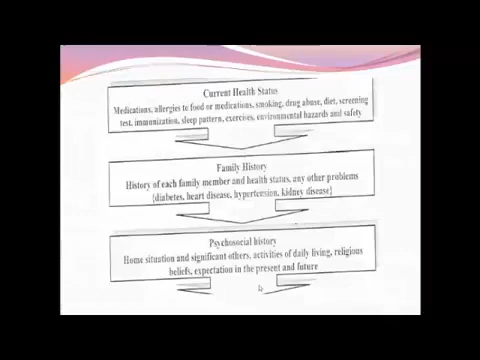 Current Health Status
Medications, allergies to food or medications, smoking, drug abuse, diet, screening
test, immunization, sleep pattern, exercises, environmental hazards and safety
Family History
History of each family member and health status, any other problems
{diabetes, heart disease, hypertension, kidney disease}
Psychosocial history
Home situation and significant others, activities of daily living, religious
beliefs, expectation in the present and future